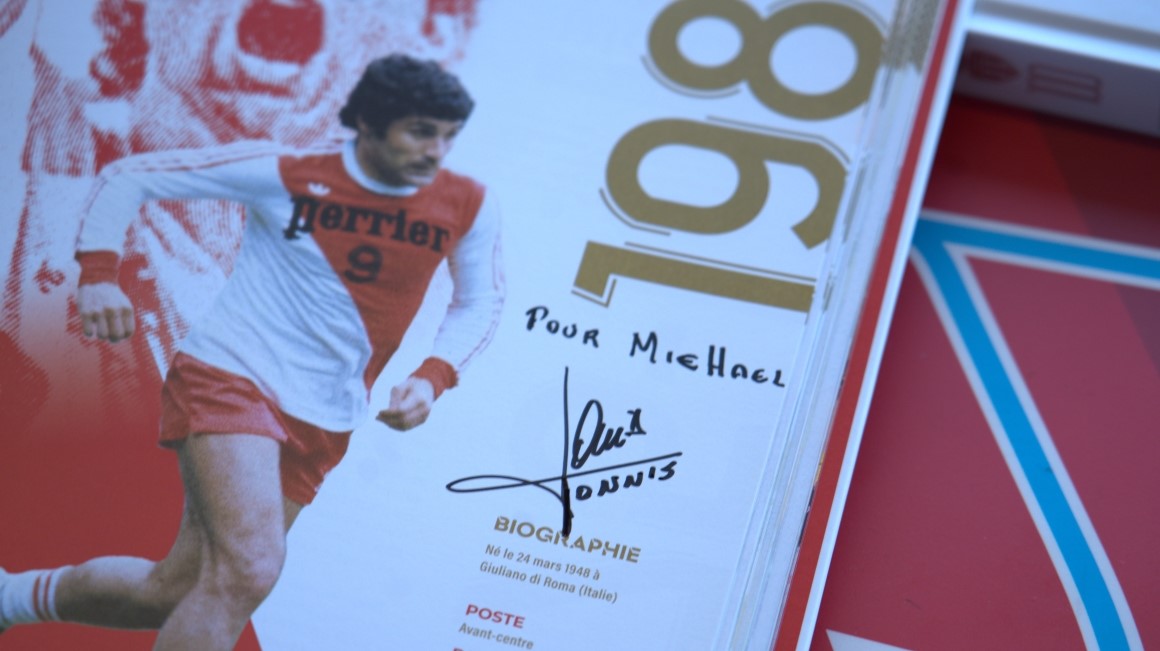 198
perrier
9
POUR MICHAEL
ONNIS
BIOGRAPHIE
Né le 24 mars 1948 à
Giuliano di Roma (Italie)
POSTE
Avant-centre